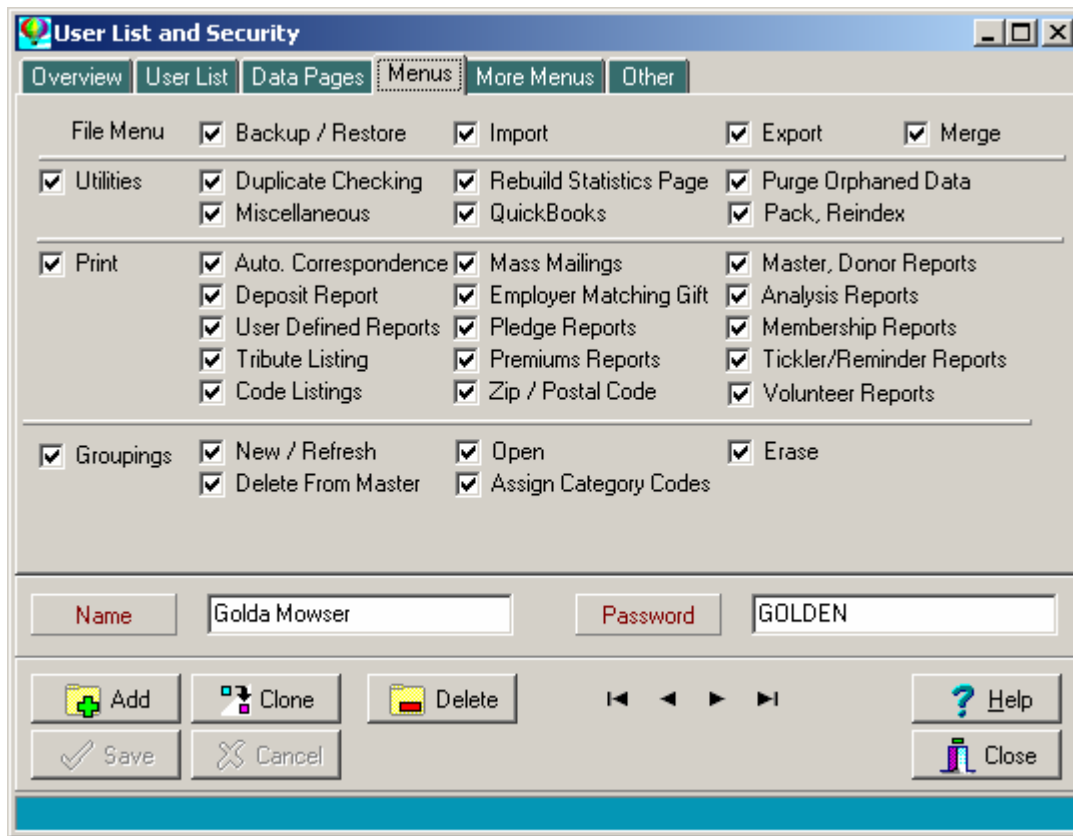 User List and Security
Overview User List Data Pages Menus More Menus Other
File Menu Backup / Restore Import Export Merge
Utilities Duplicate Checking Rebuild Statistics Page Purge Orphaned Data
Miscellaneous QuickBooks Pack, Reindex
Print Auto. Correspondence Mass Mailings Master, Donor Reports
Deposit Report Employer Matching Gift Analysis Reports
User Defined Reports Pledge Reports Membership Reports
Tribute Listing Premiums Reports Tickler/Reminder Reports
Code Listings Zip / Postal Code Volunteer Reports
Groupings New / Refresh Open Erase
Delete From Master Assign Category Codes
Name Golda Mowser Password GOLDEN
Add Clone Delete Help
Save Cancel Close